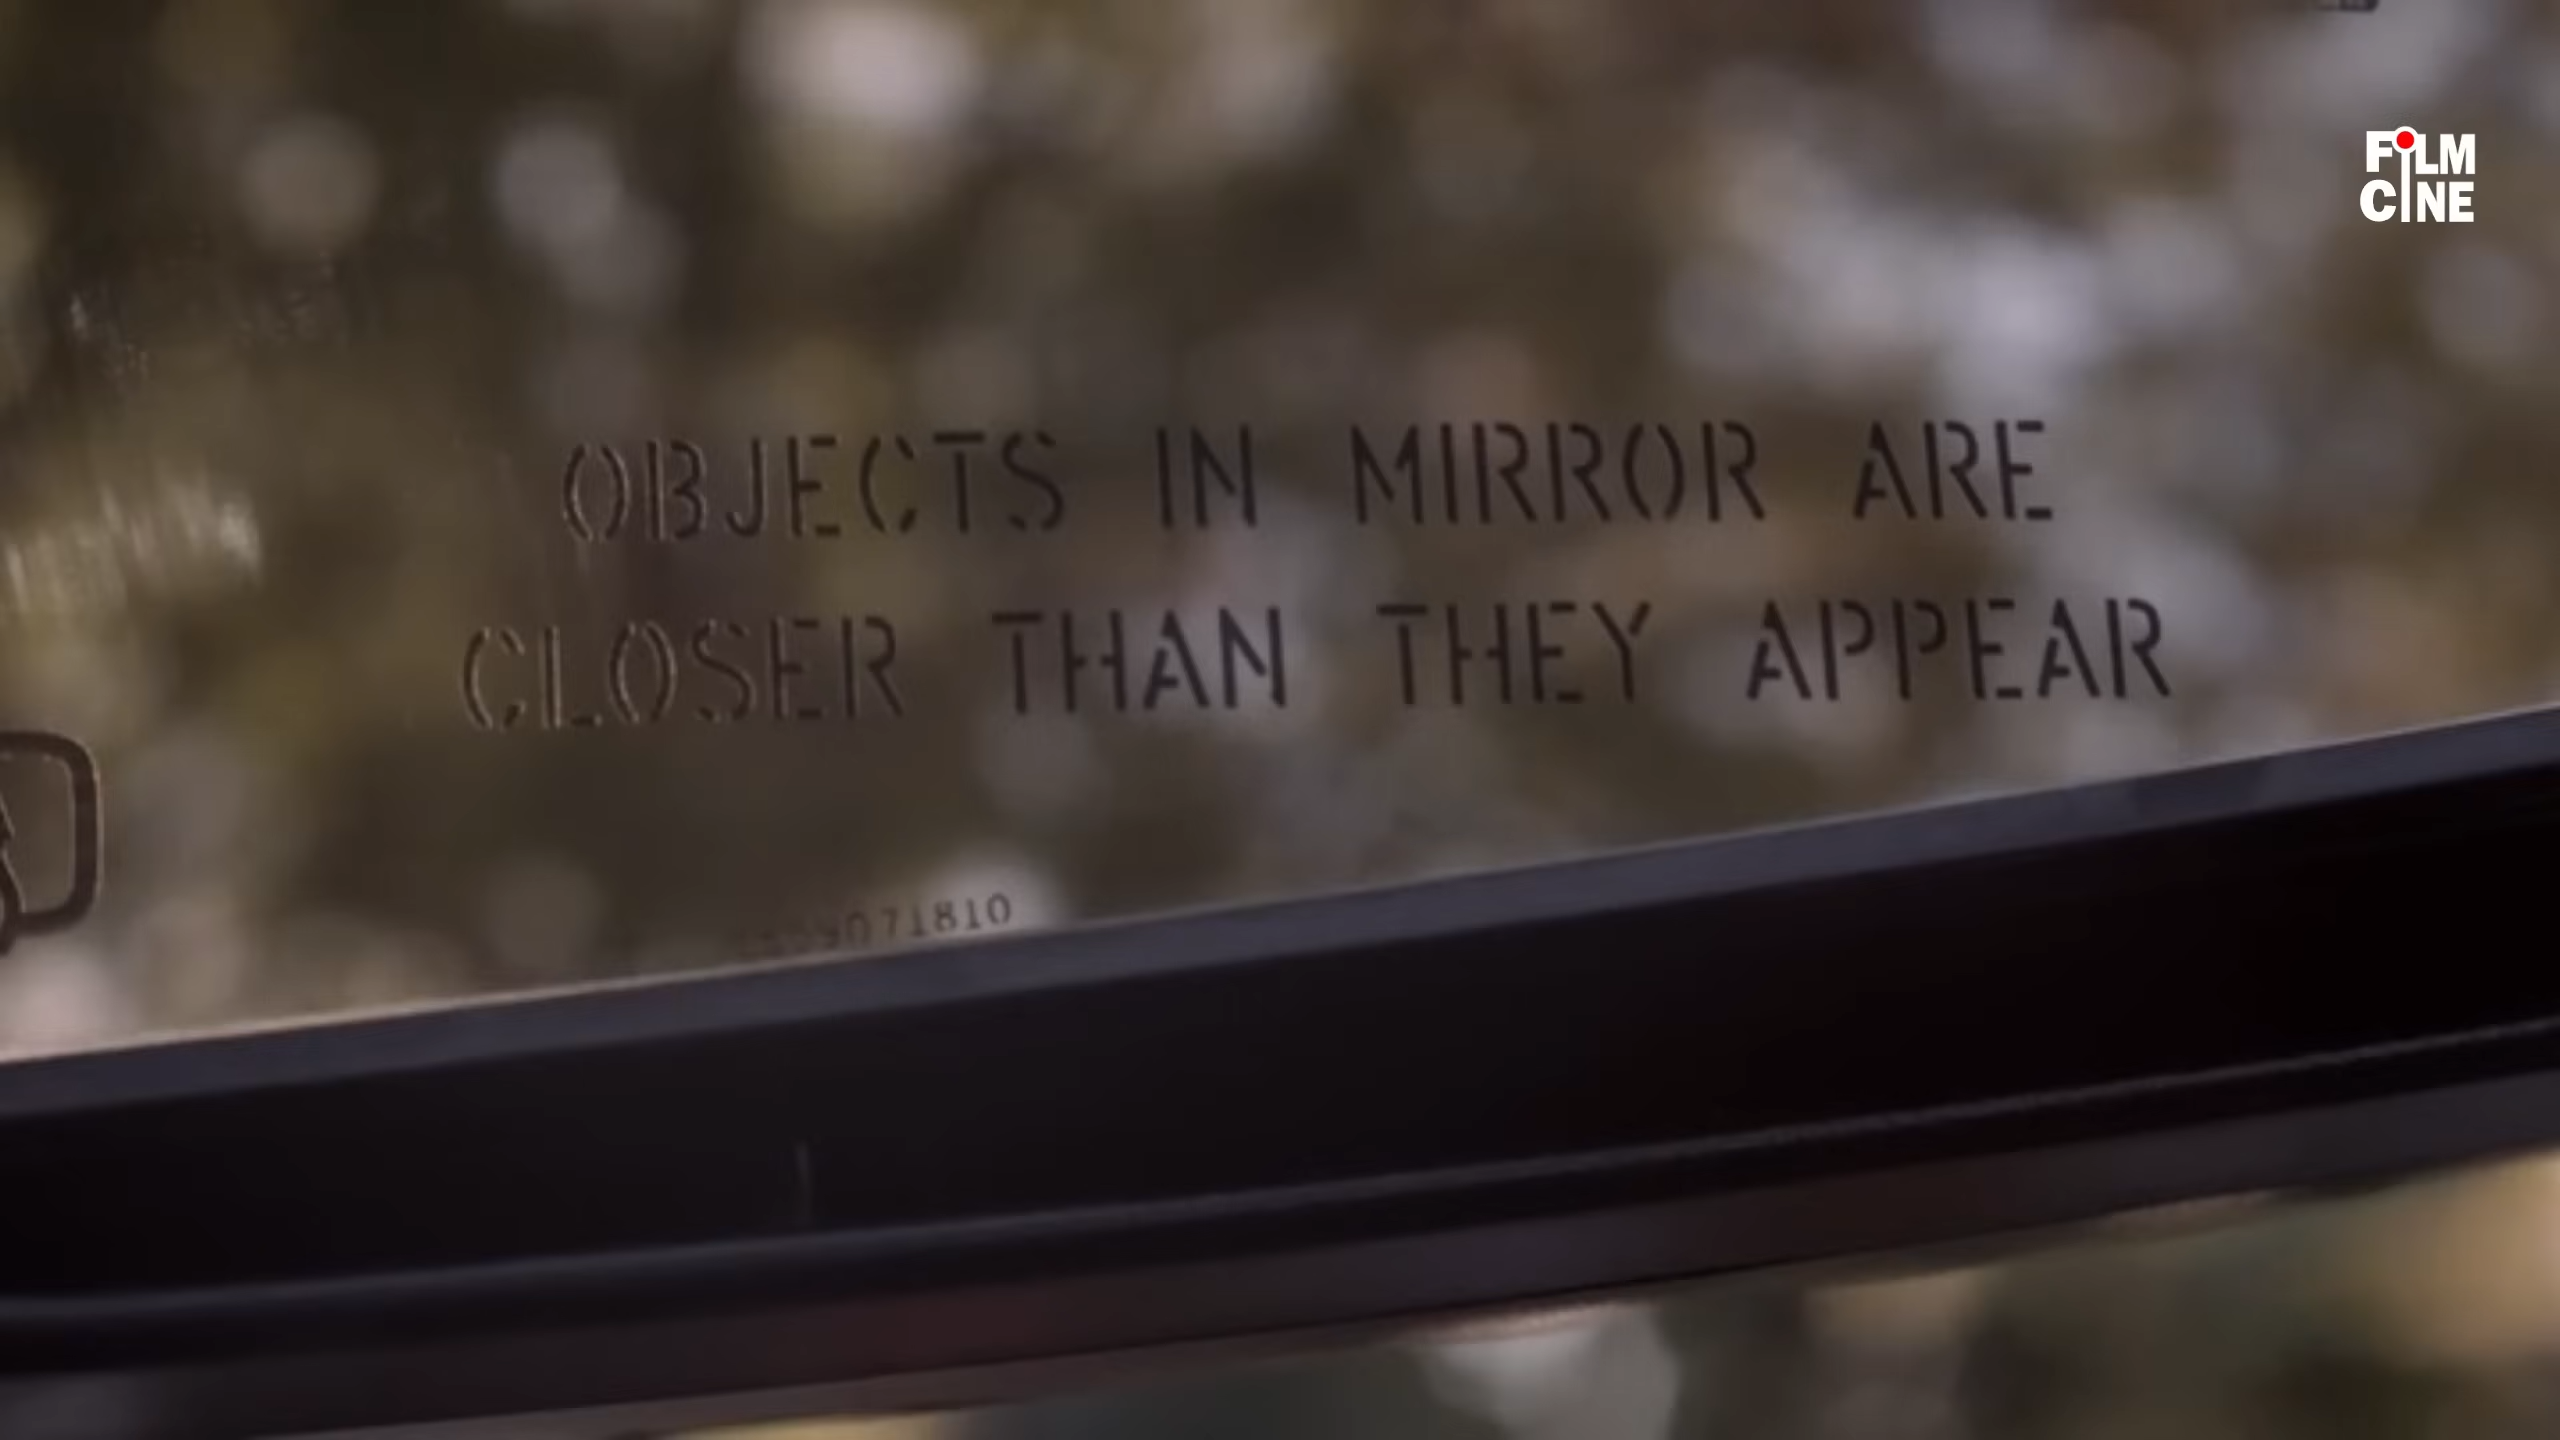 FILM
CINE
OBJECTS IN MIRROR ARE
CLOSER THAN THEY APPEAR